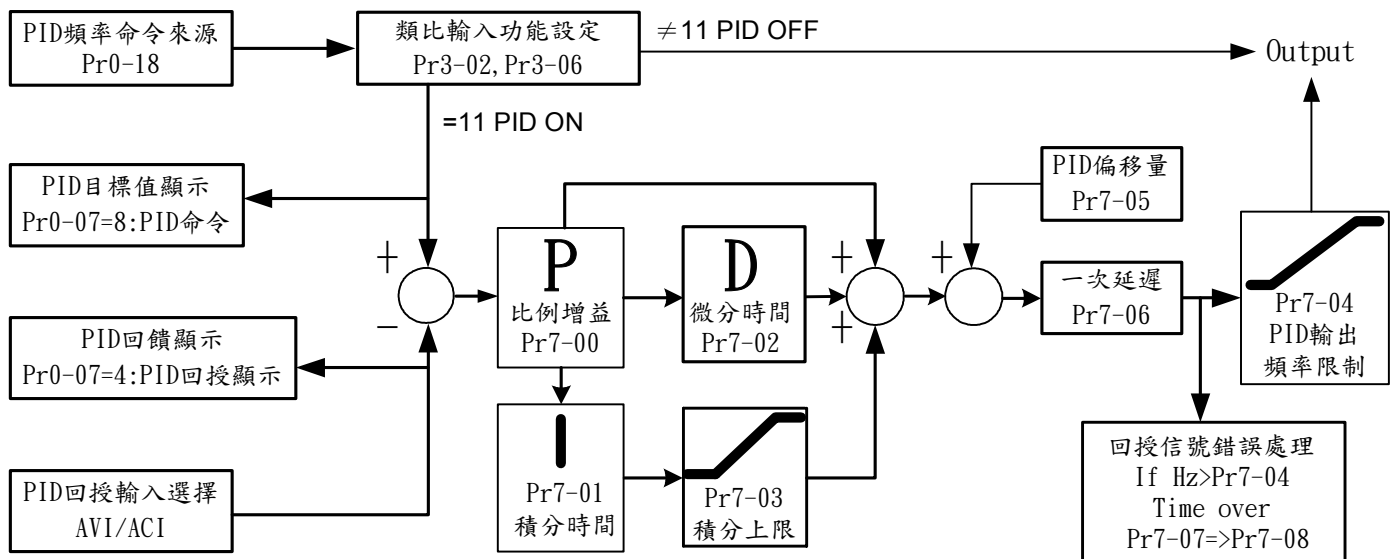 PID頻率命令來源
Pr0-18
類比輸入功能設定
Pr3-02,Pr3-06
≠11 PID OFF
Output
=11 PID ON
PID目標值顯示
Pr0-07=8:PID命令
PID回饋顯示
Pr0-07=4:PID回授顯示
PID回授輸入選擇
AVI/ACI
+
−
P
比例增益
Pr7-00
D
微分時間
Pr7-02
I
Pr7-01
積分時間
Pr7-03
積分上限
+
+
+
PID偏移量
Pr7-05
一次延遲
Pr7-06
Pr7-04
PID輸出
頻率限制
回授信號錯誤處理
If Hz>Pr7-04
Time over
Pr7-07=>Pr7-08